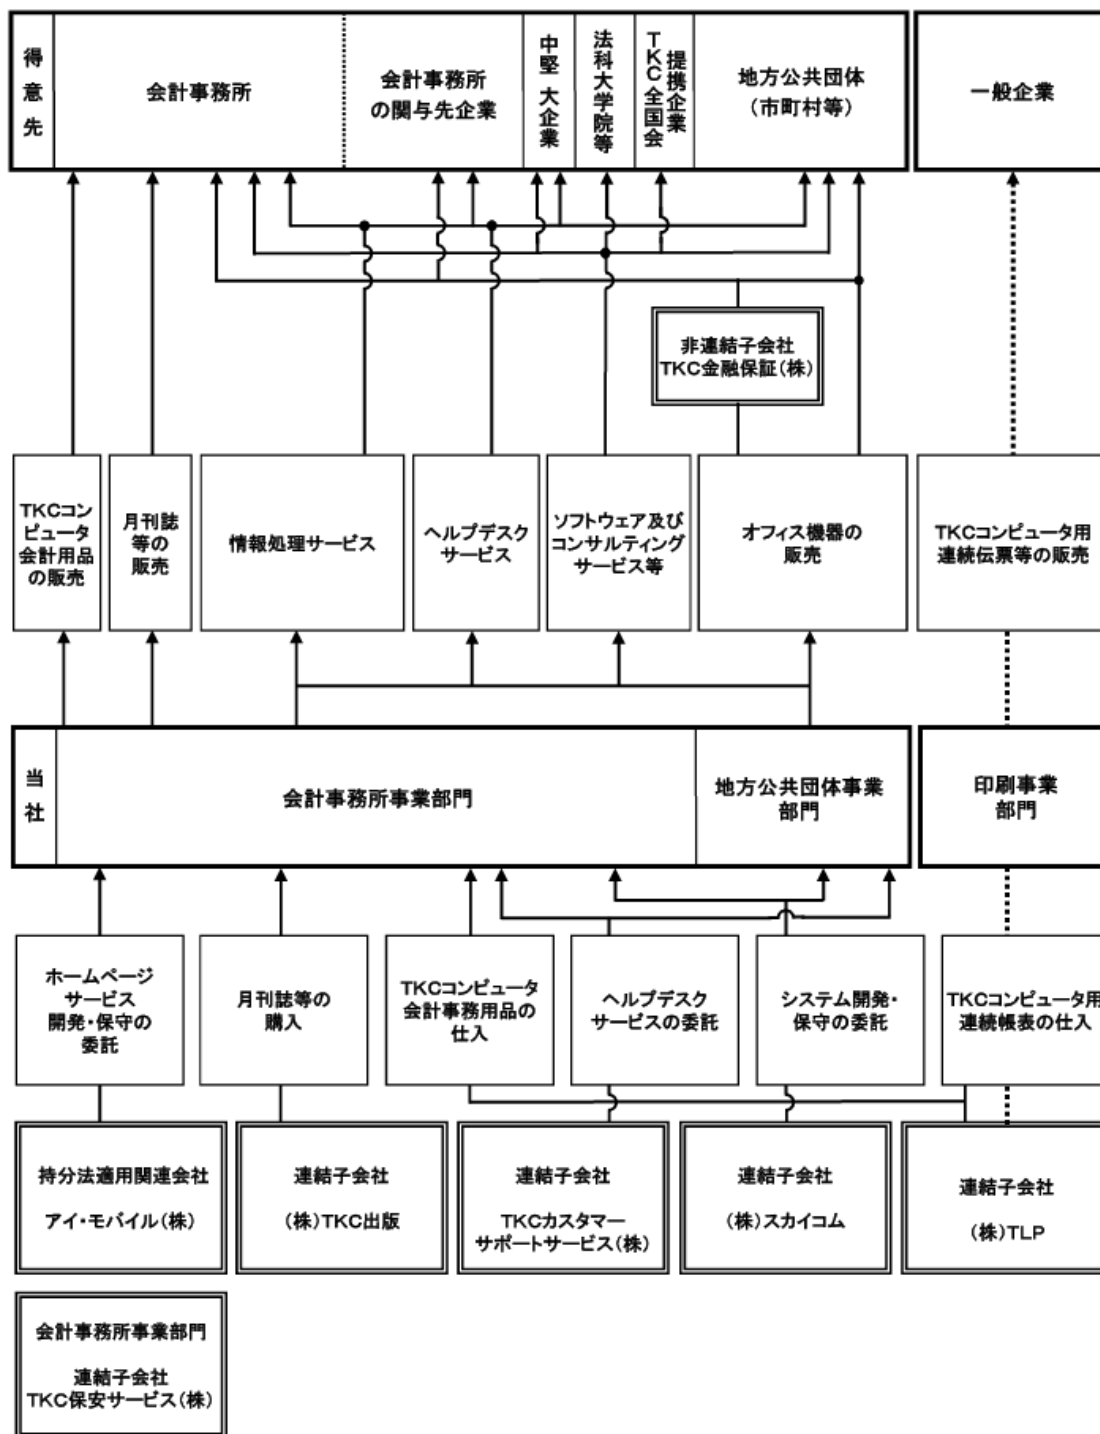 得意先
会計事務所
会計事務所
の関与先企業
中堅 大企業
法科大学院等
提携企業
TKC全国会
地方公共団体
（市町村等）
一般企業
非連結子会社
TKC金融保証（株）
TKCコン
ピュータ
会計用品
の販売
月刊誌
等の
販売
情報処理サービス
ヘルプデスク
サービス
ソフトウェア及び
コンサルティング
サービス等
オフィス機器の
販売
TKCコンピュータ用
連続伝票等の販売
当社
会計事務所事業部門
地方公共団体事業
部門
印刷事業
部門
ホームページ
サービス
開発・保守の
委託
月刊誌等の
購入
TKCコンピュータ
会計事務用品の
仕入
ヘルプデスク
サービスの委託
システム開発・
保守の委託
TKCコンピュータ用
連続帳表の仕入
持分法適用関連会社
アイ・モバイル（株）
連結子会社
（株）TKC出版
連結子会社
TKCカスタマー
サポートサービス（株）
連結子会社
（株）スカイコム
連結子会社
（株）TLP
会計事務所事業部門
連結子会社
TKC保安サービス（株）